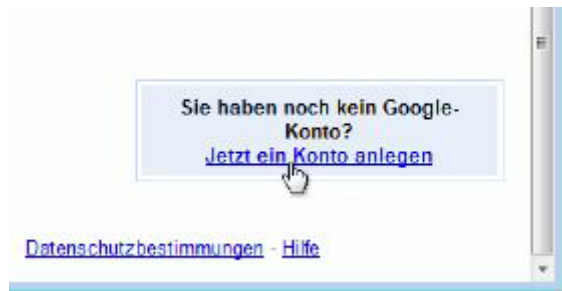 Sie haben noch kein Google-
Konto?
Jetzt ein Konto anlegen
Datenschutzbestimmungen - Hilfe